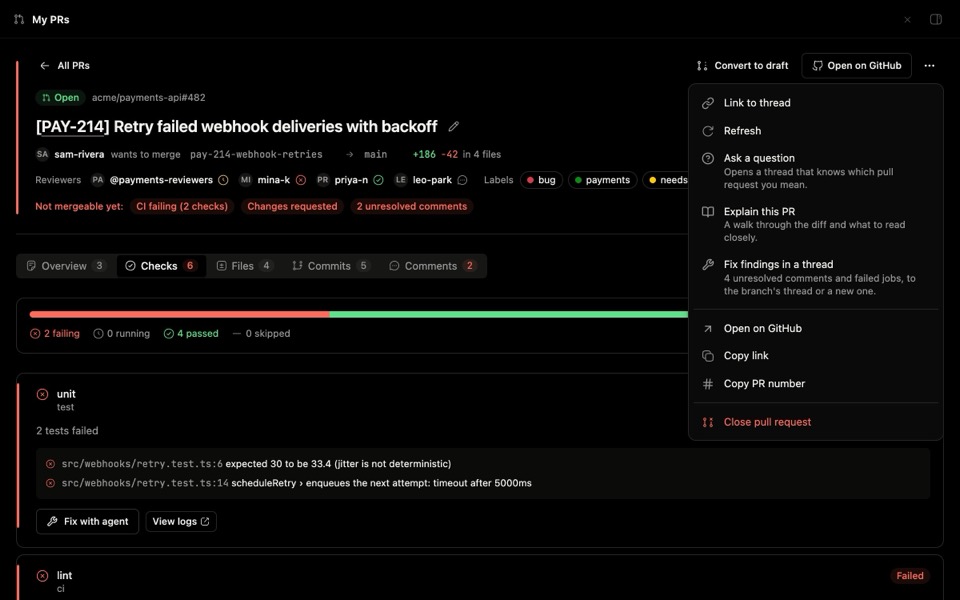 My PRs
All PRs
Convert to draft
Open on GitHub
Open acme/payments-api#482
[PAY-214] Retry failed webhook deliveries with backoff
SA sam-rivera wants to merge pay-214-webhook-retries → main +186 -42 in 4 files
Reviewers PA @payments-reviewers MI mina-k PR priya-n LE leo-park Labels bug payments needs
Not mergeable yet: CI failing (2 checks) Changes requested 2 unresolved comments
Overview 3 Checks 6 Files 4 Commits 5 Comments 2
2 failing 0 running 4 passed 0 skipped
unit
test
2 tests failed
src/webhooks/retry.test.ts:6 expected 30 to be 33.4 (jitter is not deterministic)
src/webhooks/retry.test.ts:14 scheduleRetry › enqueues the next attempt: timeout after 5000ms
Fix with agent View logs
lint Failed
ci
Link to thread
Refresh
Ask a question
Opens a thread that knows which pull
request you mean.
Explain this PR
A walk through the diff and what to read
closely.
Fix findings in a thread
4 unresolved comments and failed jobs, to
the branch's thread or a new one.
Open on GitHub
Copy link
Copy PR number
Close pull request